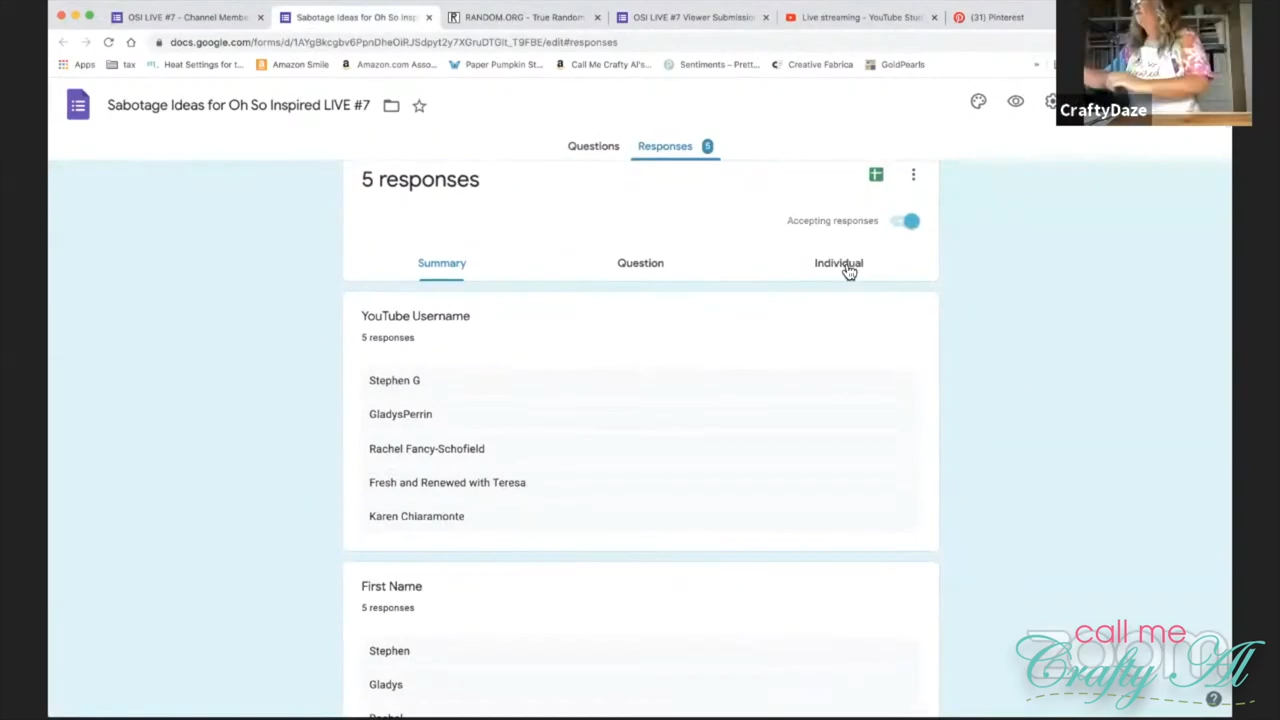 OSI LIVE #7 - Channel Membe
Sabotage Ideas for Oh So Insp
RANDOM.ORG - True Random
OSI LIVE #7 Viewer Submissio
Live streaming - YouTube Stud
(31) Pinterest
docs.google.com/forms/d/1AYgBkcgbv6PpnDheOiRJSdpyt2y7XGruDTGlt_T9FBE/edit#responses
Apps
tax
Heat Settings for t...
Amazon Smile
Amazon.com Asso...
Paper Pumpkin St...
Call Me Crafty Al's...
Sentiments – Prett...
Creative Fabrica
GoldPearls
»
CraftyDaze
Sabotage Ideas for Oh So Inspired LIVE #7
Questions
Responses
5
5 responses
Accepting responses
Summary
Question
Individual
YouTube Username
5 responses
Stephen G
GladysPerrin
Rachel Fancy-Schofield
Fresh and Renewed with Teresa
Karen Chiaramonte
First Name
5 responses
Stephen
Gladys
Rachel
zoom
call me
Crafty Al